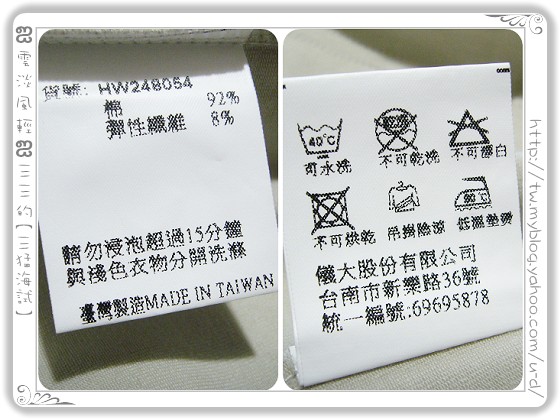 雲淡風輕
三三三的【三猛海試】
貨號: HW248054
棉 92%
彈性纖維 8%
請勿浸泡超過15分鐘
與淺色衣物分開洗滌
臺灣製造MADE IN TAIWAN
40°C
可水洗
不可乾洗
不可漂白
不可烘乾
吊掛陰涼
低溫墊燙
儀大股份有限公司
台南市新樂路36號
統一編號:69695878
http://tw.myblog.yahoo.com/u-d/